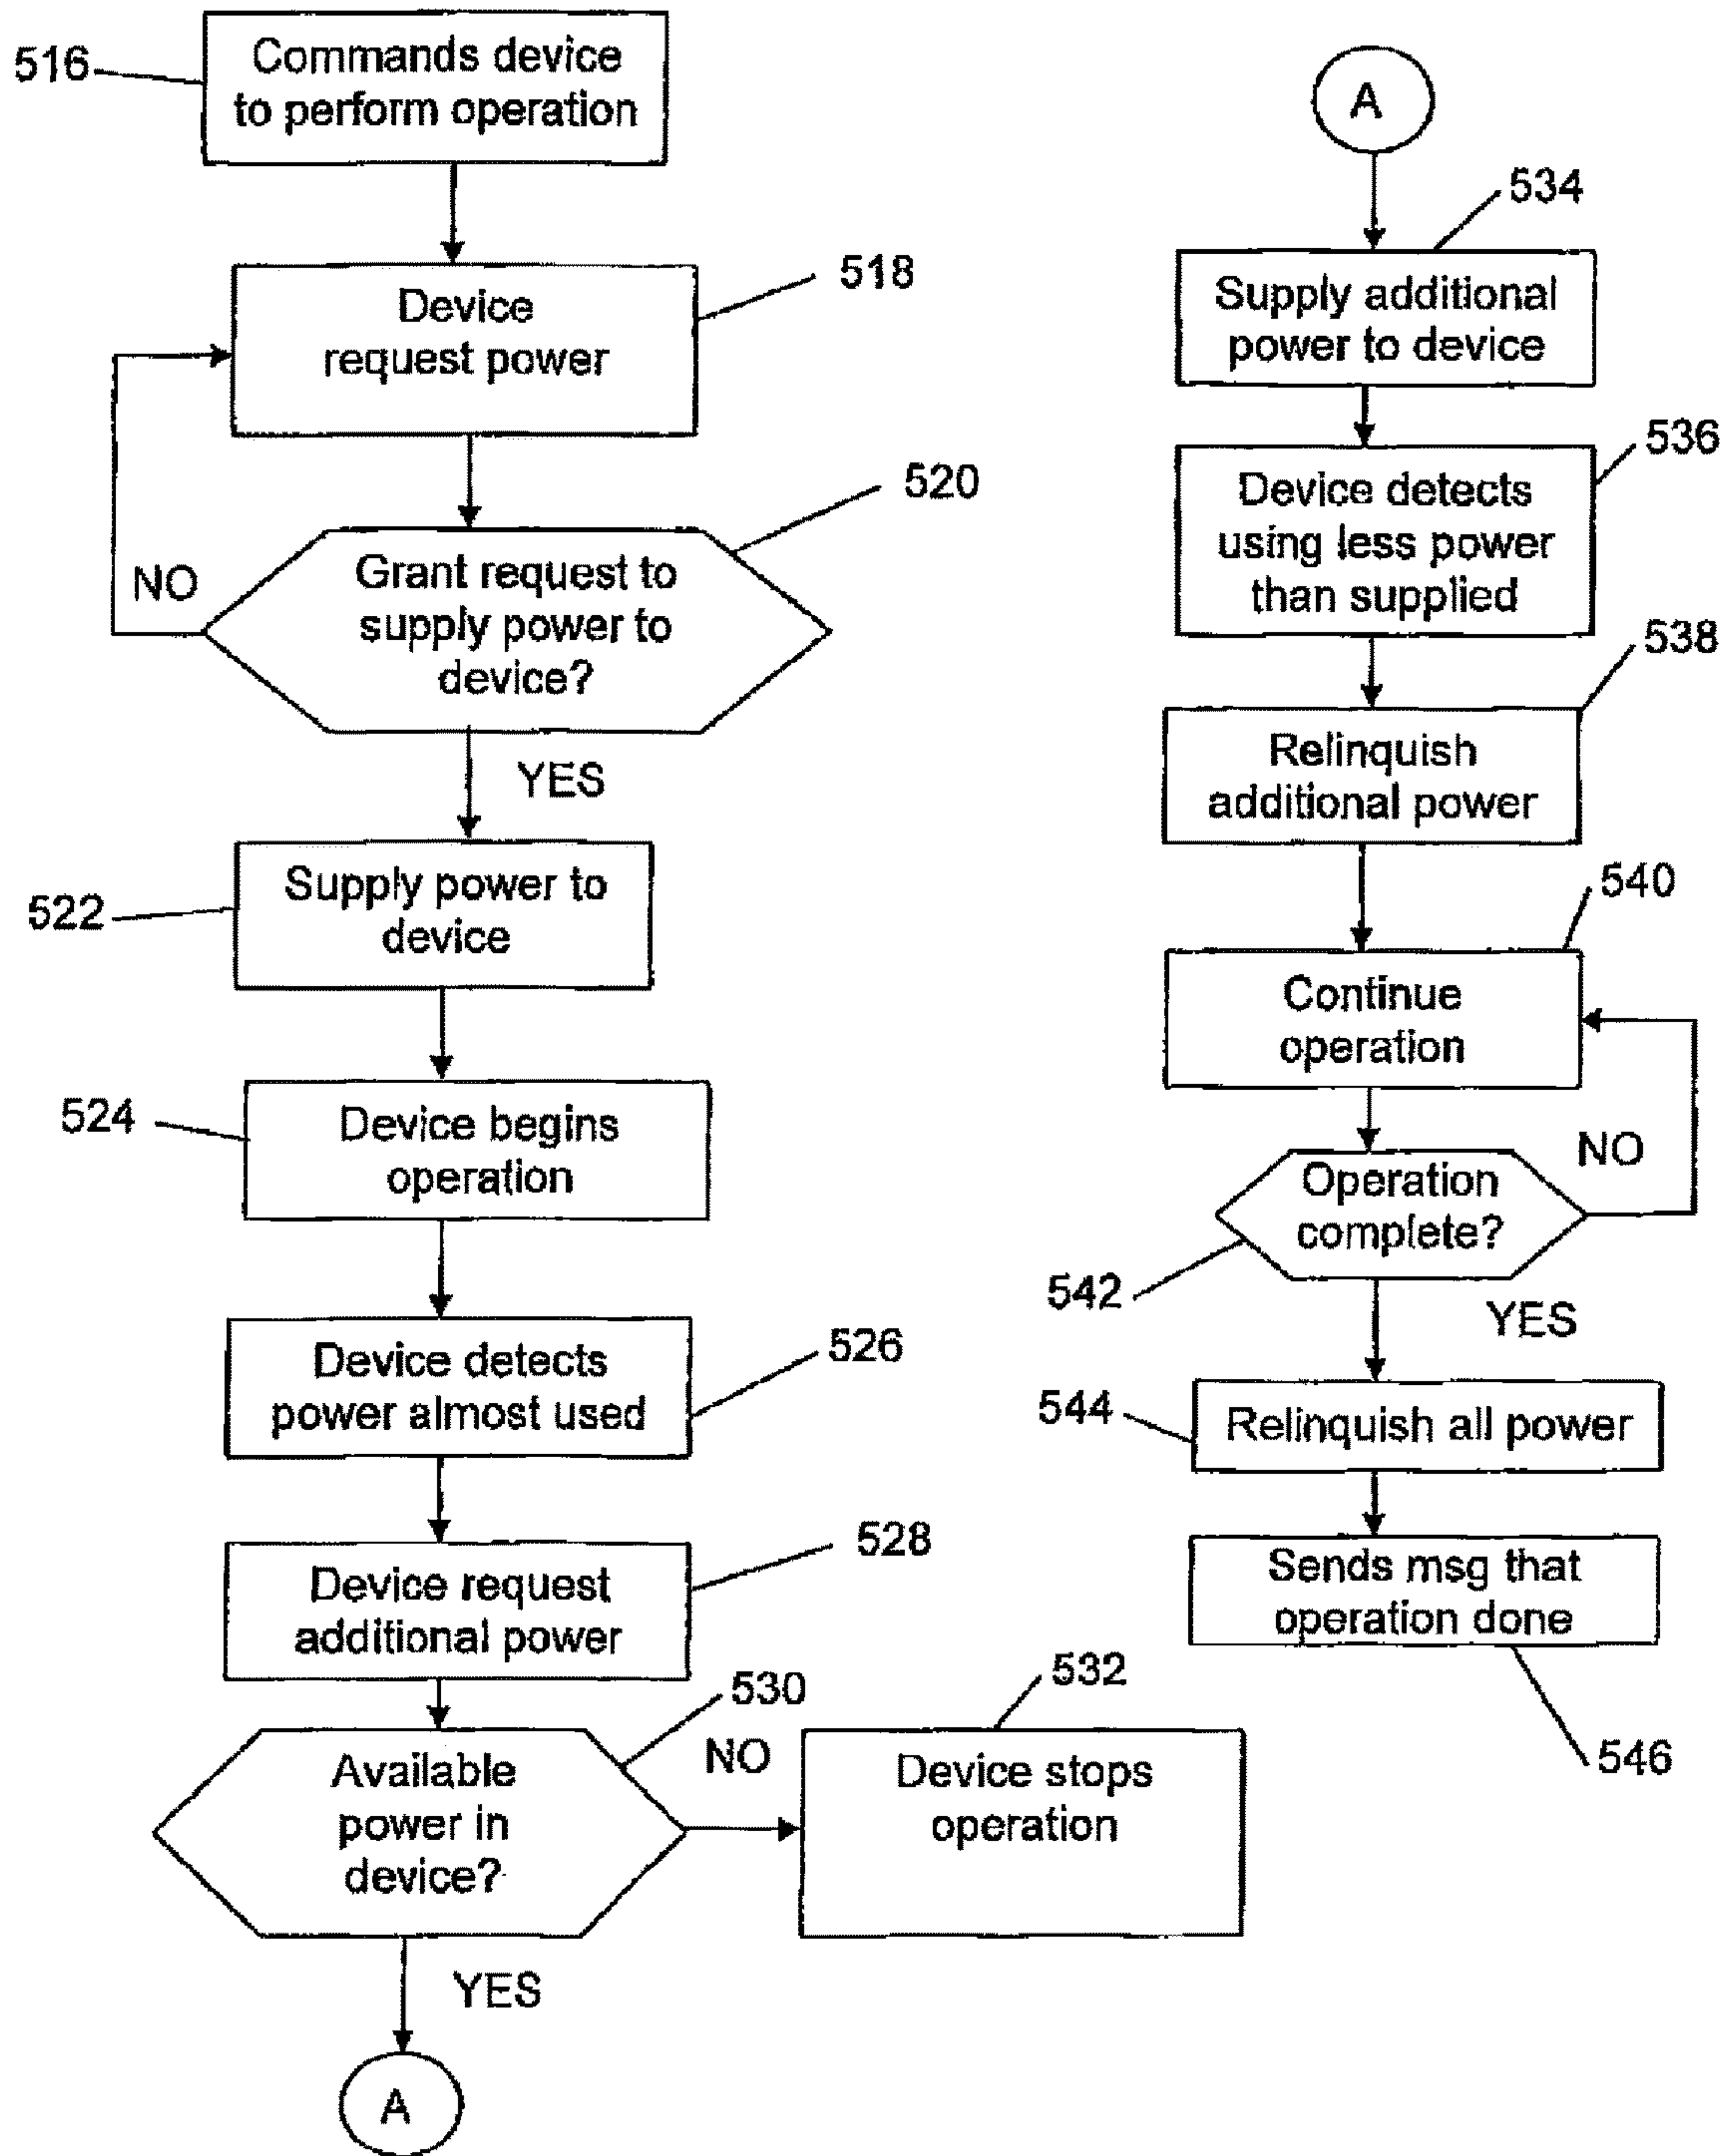 516
Commands device
to perform operation
518
Device
request power
520
NO
Grant request to
supply power to
device?
YES
522
Supply power to
device
524
Device begins
operation
526
Device detects
power almost used
528
Device request
additional power
530
Available
power in
device?
NO
532
Device stops
operation
YES
A
A
534
Supply additional
power to device
536
Device detects
using less power
than supplied
538
Relinquish
additional power
540
Continue
operation
NO
Operation
complete?
542
YES
544
Relinquish all power
Sends msg that
operation done
546